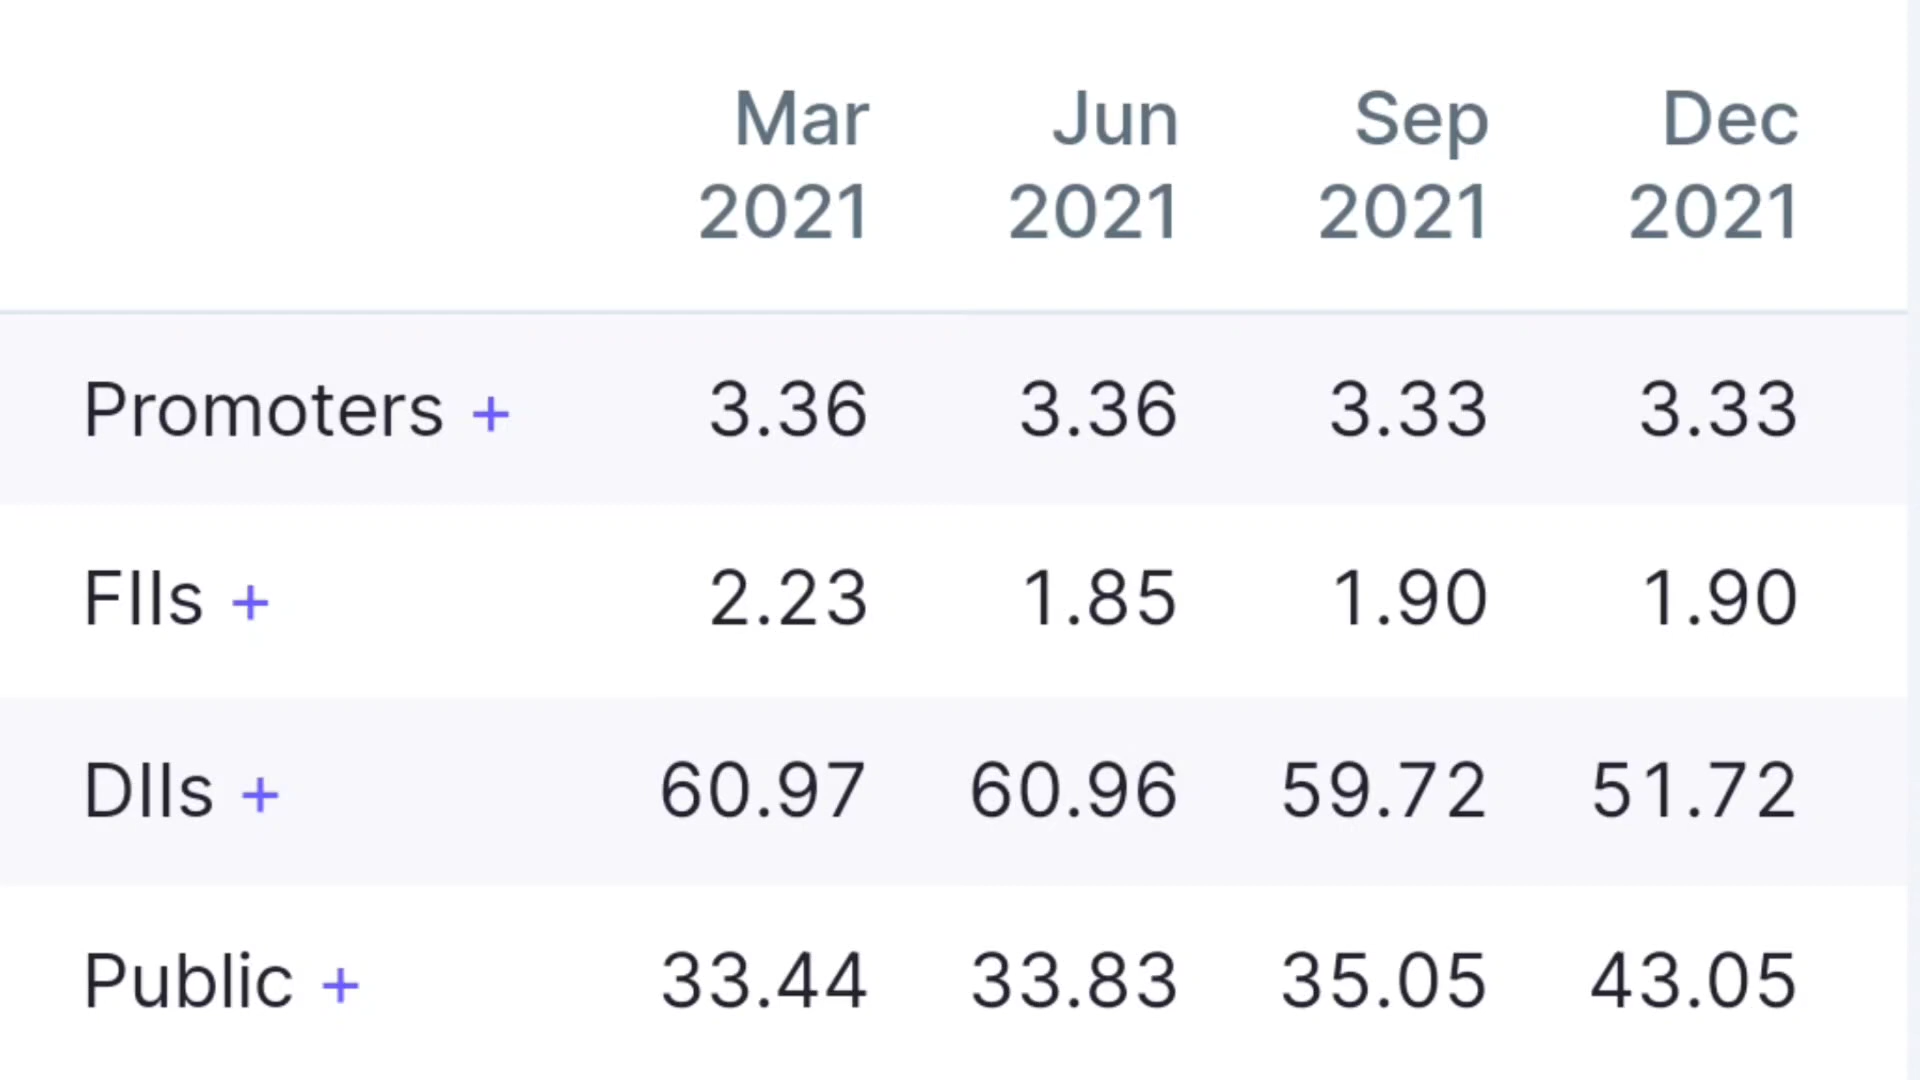 Mar Jun Sep Dec
2021 2021 2021 2021
Promoters + 3.36 3.36 3.33 3.33
FIIs + 2.23 1.85 1.90 1.90
DIIs + 60.97 60.96 59.72 51.72
Public + 33.44 33.83 35.05 43.05